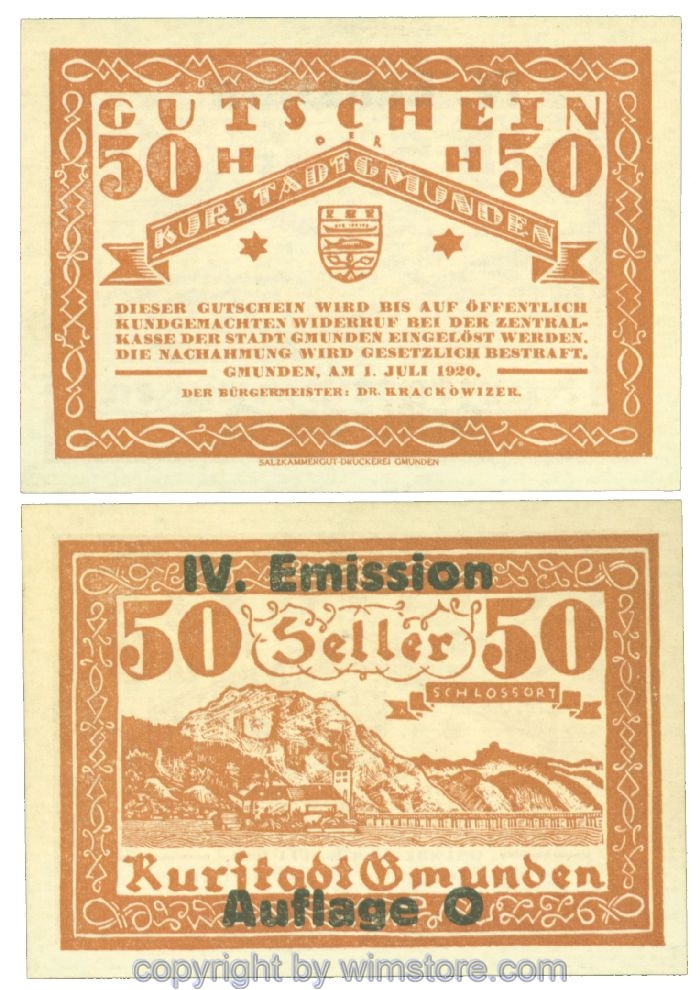 GUTSCHEIN
50 H DER H 50
KURSTADT GMUNDEN
DIESER GUTSCHEIN WIRD BIS AUF ÖFFENTLICH
KUNDGEMACHTEN WIDERRUF BEI DER ZENTRAL-
KASSE DER STADT GMUNDEN EINGELÖST WERDEN.
DIE NACHAHMUNG WIRD GESETZLICH BESTRAFT.
GMUNDEN, AM 1. JULI 1920.
DER BÜRGERMEISTER: DR. KRACKOWIZER.
SALZKAMMERGUT-DRUCKEREI GMUNDEN
IV. Emission
50 Heller 50
SCHLOSSORT
Kurstadt Gmunden
Auflage O
copyright by wimstore.com